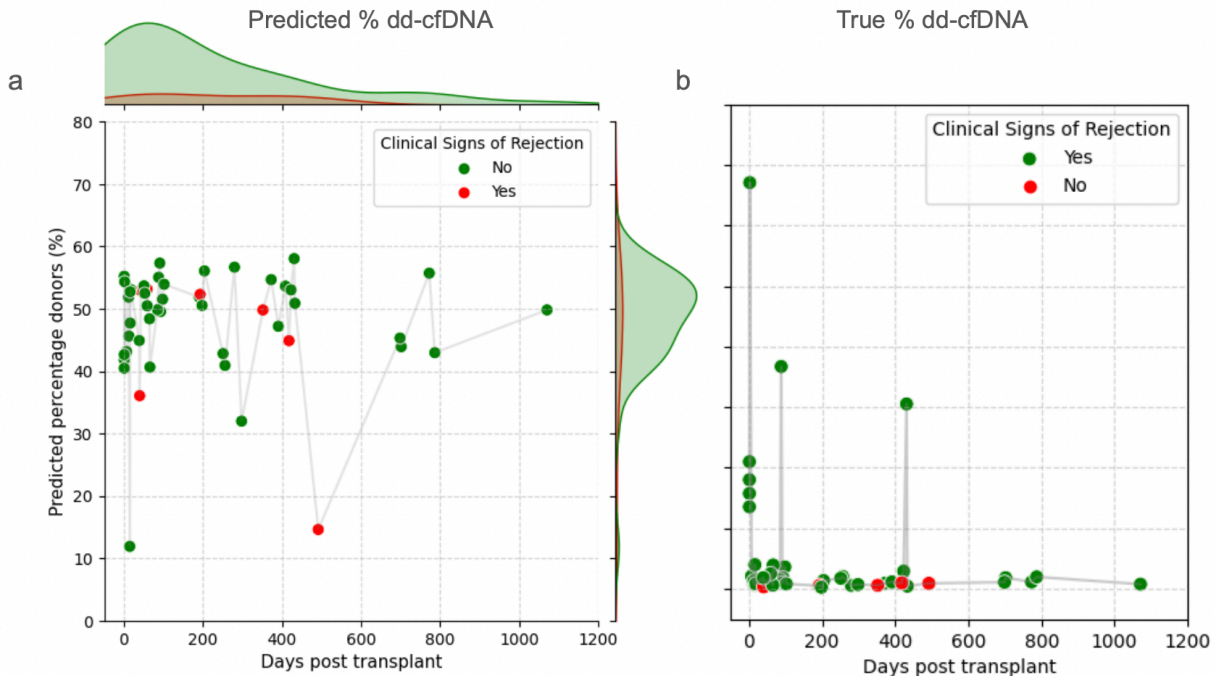 Predicted % dd-cfDNA
True % dd-cfDNA
a
b
80
70
60
50
40
30
20
10
0
Predicted percentage donors (%)
Clinical Signs of Rejection
No
Yes
0 200 400 600 800 1000 1200
Days post transplant
Clinical Signs of Rejection
Yes
No
0 200 400 600 800 1000 1200
Days post transplant